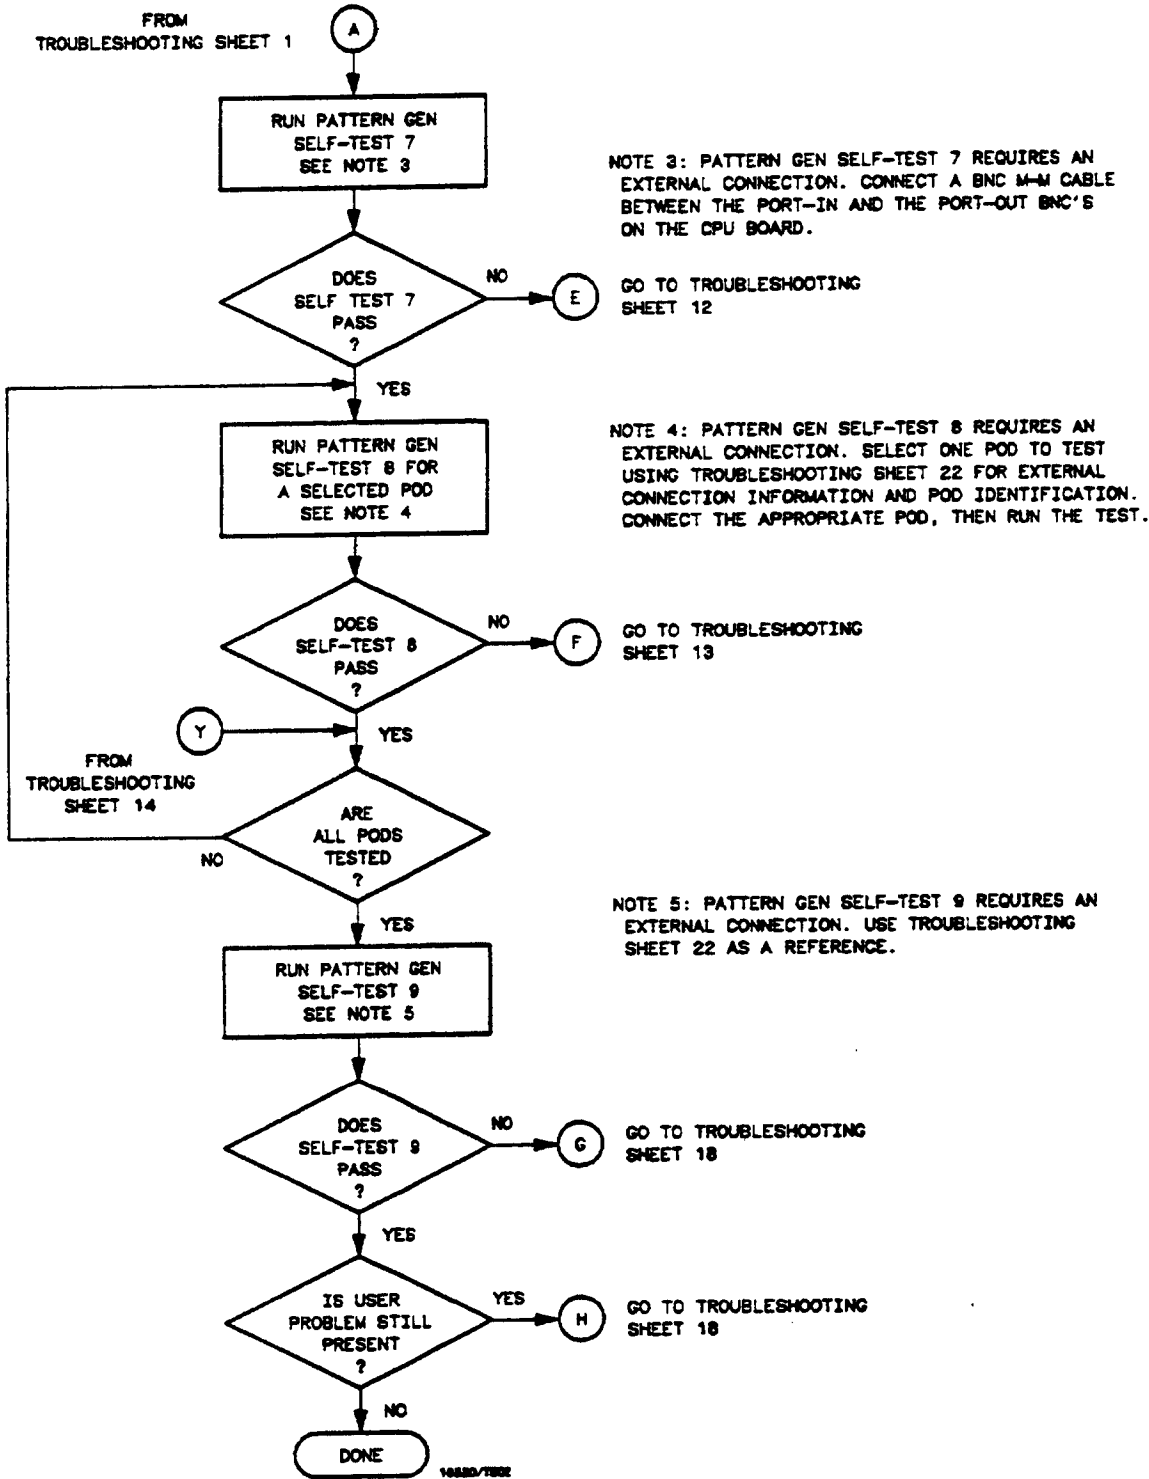 FROM
TROUBLESHOOTING SHEET 1
A
RUN PATTERN GEN
SELF-TEST 7
SEE NOTE 3
NOTE 3: PATTERN GEN SELF-TEST 7 REQUIRES AN
EXTERNAL CONNECTION. CONNECT A BNC M-M CABLE
BETWEEN THE PORT-IN AND THE PORT-OUT BNC'S
ON THE CPU BOARD.
DOES
SELF TEST 7
PASS
?
NO
E
GO TO TROUBLESHOOTING
SHEET 12
YES
RUN PATTERN GEN
SELF-TEST 8 FOR
A SELECTED POD
SEE NOTE 4
NOTE 4: PATTERN GEN SELF-TEST 8 REQUIRES AN
EXTERNAL CONNECTION. SELECT ONE POD TO TEST
USING TROUBLESHOOTING SHEET 22 FOR EXTERNAL
CONNECTION INFORMATION AND POD IDENTIFICATION.
CONNECT THE APPROPRIATE POD, THEN RUN THE TEST.
DOES
SELF-TEST 8
PASS
?
NO
F
GO TO TROUBLESHOOTING
SHEET 13
YES
Y
FROM
TROUBLESHOOTING
SHEET 14
ARE
ALL PODS
TESTED
?
NO
YES
NOTE 5: PATTERN GEN SELF-TEST 9 REQUIRES AN
EXTERNAL CONNECTION. USE TROUBLESHOOTING
SHEET 22 AS A REFERENCE.
RUN PATTERN GEN
SELF-TEST 9
SEE NOTE 5
DOES
SELF-TEST 9
PASS
?
NO
G
GO TO TROUBLESHOOTING
SHEET 18
YES
IS USER
PROBLEM STILL
PRESENT
?
YES
H
GO TO TROUBLESHOOTING
SHEET 18
NO
DONE